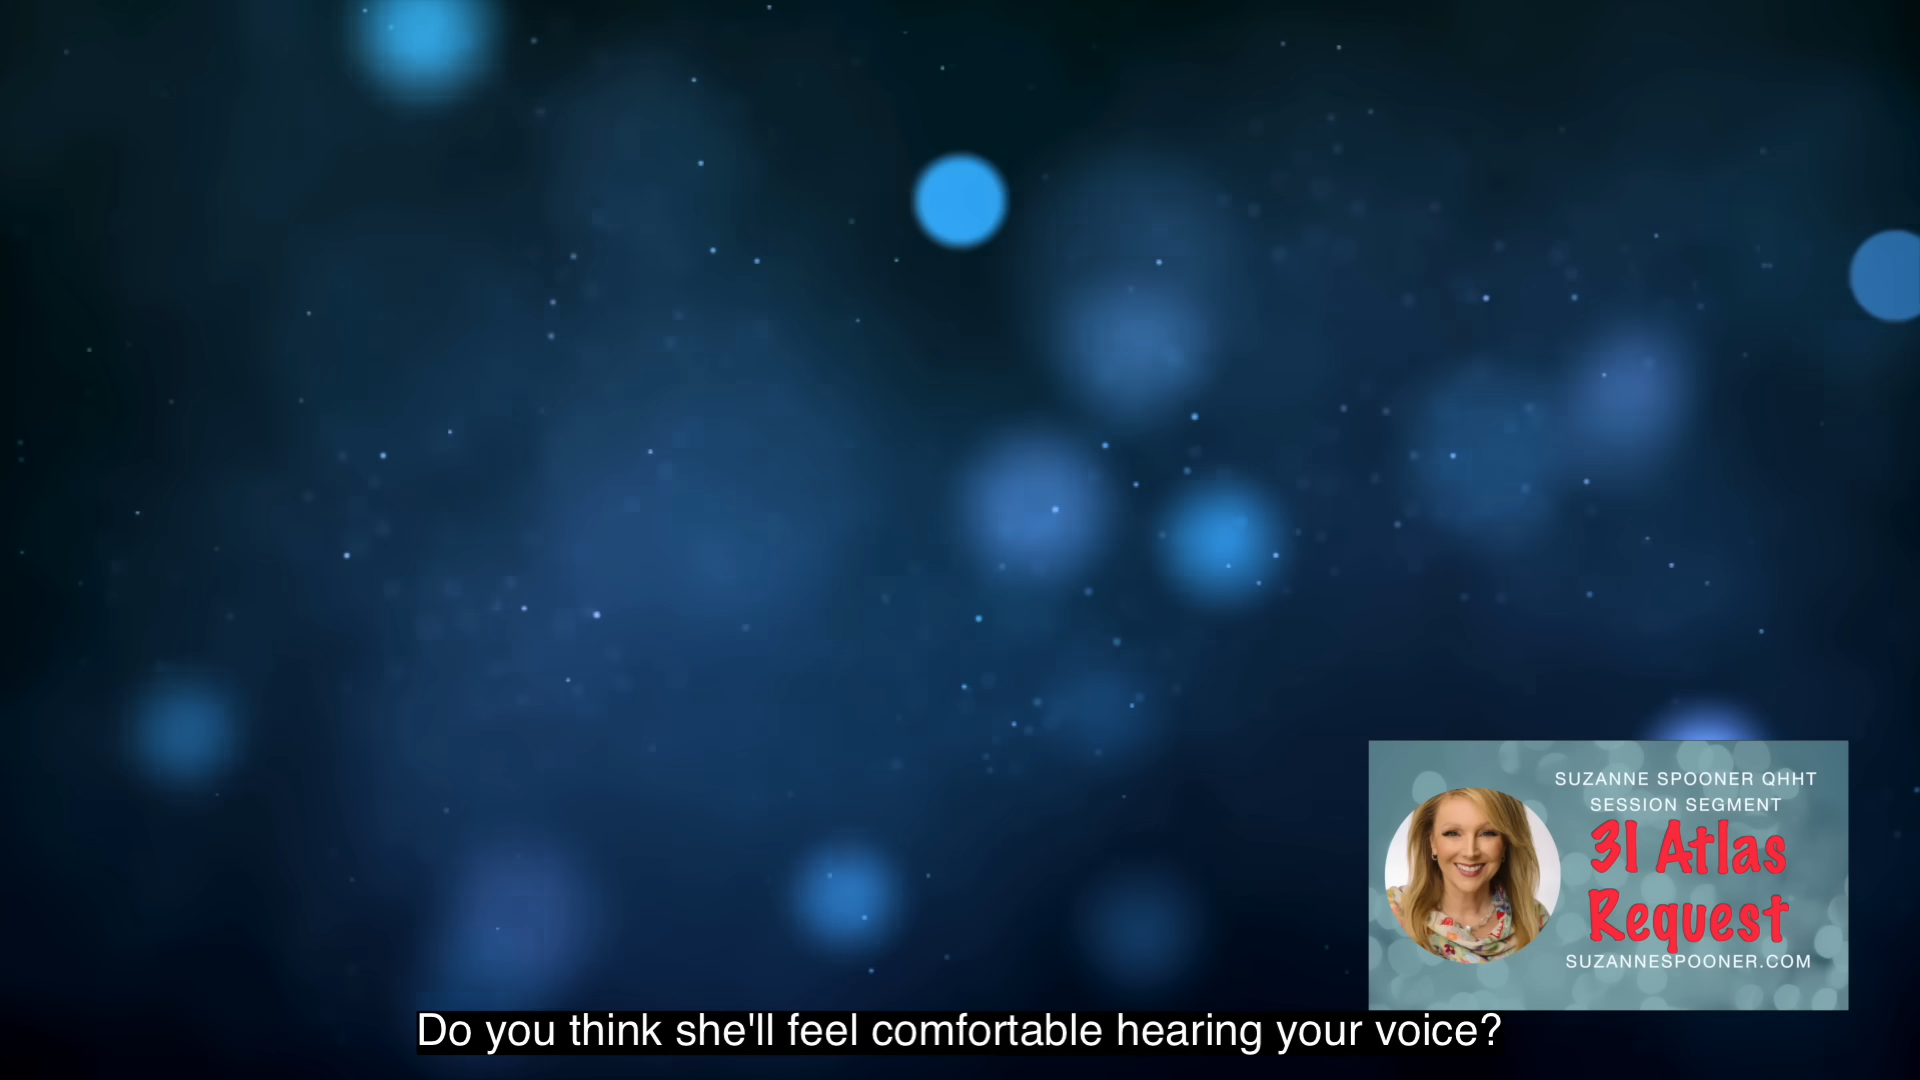 SUZANNE SPOONER QHHT
SESSION SEGMENT
3I Atlas
Request
SUZANNESPOONER.COM
Do you think she'll feel comfortable hearing your voice?